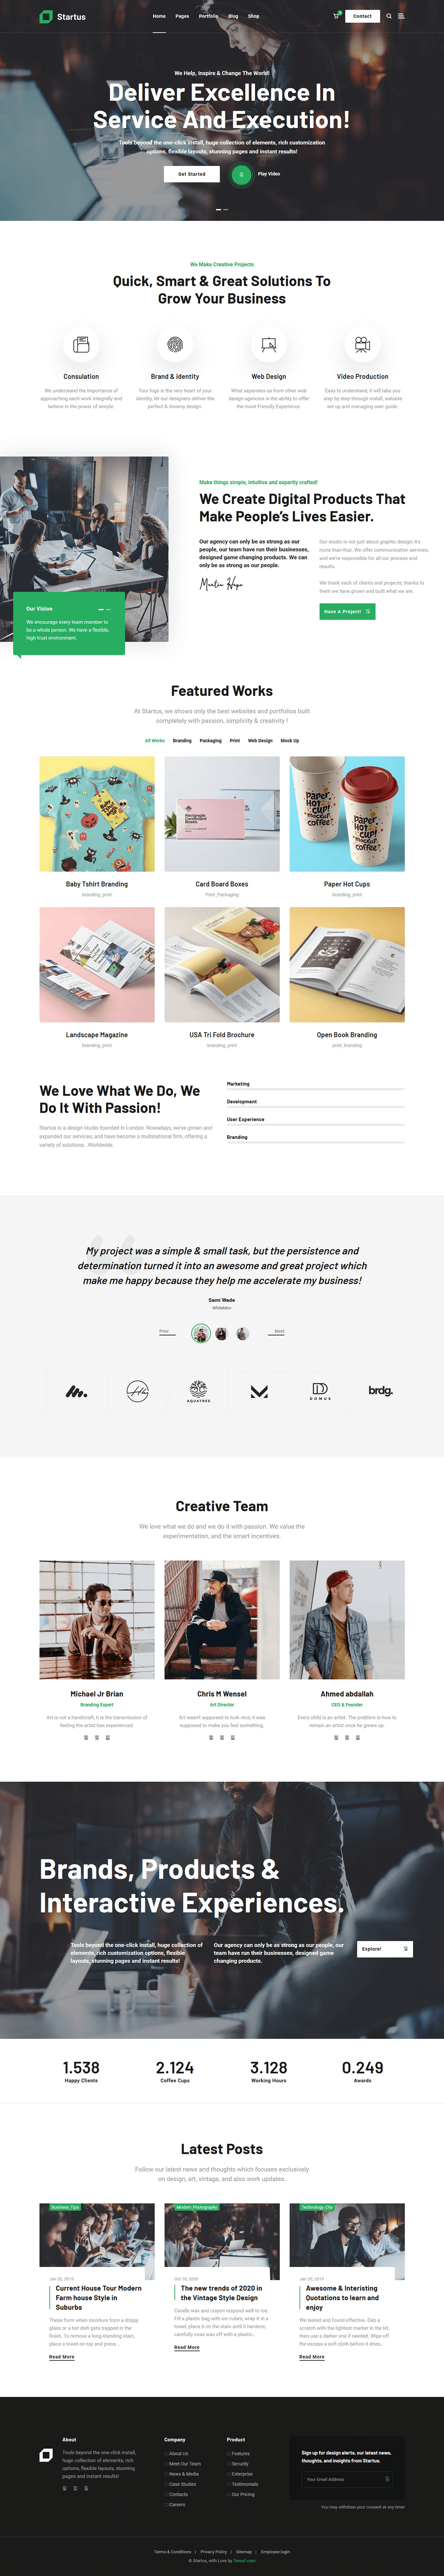 Startus
Home Pages Portfolio Blog Shop
Contact
We Help, Inspire & Change The World!
Deliver Excellence In
Service And Execution!
Tools beyond the one-click install, huge collection of elements, rich customization
options, flexible layouts, stunning pages and instant results!
Get Started
Play Video
We Make Creative Projects
Quick, Smart & Great Solutions To
Grow Your Business
Consulation
Brand & identity
Web Design
Video Production
We understand the importance of
approaching each work integrally and
believe in the power of simple.
Your logo is the very heart of your
identity, let our designers deliver the
perfect & dreamy design.
What separates us from other web
design agencies is the ability to offer
the most Friendly Experience.
Easy to understand, it will take you
step by step through install, website
set up and managing user guide.
Make things simple, intuitive and expertly crafted!
We Create Digital Products That
Make People's Lives Easier.
Our agency can only be as strong as our
people, our team have run their businesses,
designed game changing products. We can
only be as strong as our people.
Our studio is not just about graphic design; it's
more than that. We offer communication services,
and we're responsible for all our process and
results.
We thank each of clients and projects; thanks to
them we have grown and built what we are.
Have A Project!
Our Vision
We encourage every team member to
be a whole person. We have a flexible,
high trust environment.
Featured Works
At Startus, we shows only the best websites and portfolios built
completely with passion, simplicity & creativity !
All Works Branding Packaging Print Web Design Mock Up
Baby Tshirt Branding
branding, print
Card Board Boxes
Print, Packaging
Paper Hot Cups
branding, print
Landscape Magazine
branding, print
USA Tri Fold Brochure
branding, print
Open Book Branding
print, branding
We Love What We Do, We
Do It With Passion!
Startus is a design studio founded in London. Nowadays, we've grown and
expanded our services, and have become a multinational firm, offering a
variety of solutions...Worldwide.
Marketing
Development
User Experience
Branding
My project was a simple & small task, but the persistence and
determination turned it into an awesome and great project which
make me happy because they help me accelerate my business!
Sami Wade
Prev
Next
AQUATREE
DOMUS
brdg.
Creative Team
We love what we do and we do it with passion. We value the
experimentation, and the smart incentives.
Michael Jr Brian
Branding Expert
Art is not a handicraft, it is the transmission of
feeling the artist has experienced.
Chris M Wensel
Art Director
Art wasn't supposed to look nice; it was
supposed to make you feel something.
Ahmed abdallah
CEO & Founder
Every child is an artist. The problem is how to
remain an artist once he grows up.
Brands, Products &
Interactive Experiences.
Tools beyond the one-click install, huge collection of
elements, rich customization options, flexible
layouts, stunning pages and instant results!
Our agency can only be as strong as our people, our
team have run their businesses, designed game
changing products.
Explore!
1.538
Happy Clients
2.124
Coffee Cups
3.128
Working Hours
0.249
Awards
Latest Posts
Follow our latest news and thoughts which focuses exclusively
on design, art, vintage, and also work updates.
Business, Tips
Jan 20, 2019
Current House Tour Modern
Farm house Style in
Suburbs
These form when moisture from a drippy
glass or a hot dish gets trapped in the
finish. To remove a long-standing stain,
place a towel on top and press ..
Read More
Modern, Photography
Oct 18, 2020
The new trends of 2020 in
the Vintage Style Design
Candle wax and crayon respond well to ice.
Fill a plastic bag with ice cubes, wrap it in a
towel, place it on the stain until it hardens;
carefully coax wax off with a plastic..
Read More
Technology, City
Jan 20, 2019
Awesome & Interisting
Quotations to learn and
enjoy
We tested and found effective. Dab a
scratch with the lightest marker in the kit,
then use a darker one if needed. Wipe off
the excess a soft cloth before it dries..
Read More
About
Tools beyond the one-click install,
huge collection of elements, rich
options, flexible layouts, stunning
pages and instant results!
Company
About Us
Meet Our Team
News & Media
Case Studies
Contacts
Careers
Product
Features
Security
Enterprise
Testimonials
Our Pricing
Sign up for design alerts, our latest news,
thoughts, and insights from Startus.
Your Email Address
You may withdraw your consent at any time!
Terms & Conditions | Privacy Policy | Sitemap | Employee login
© Startus, with Love by